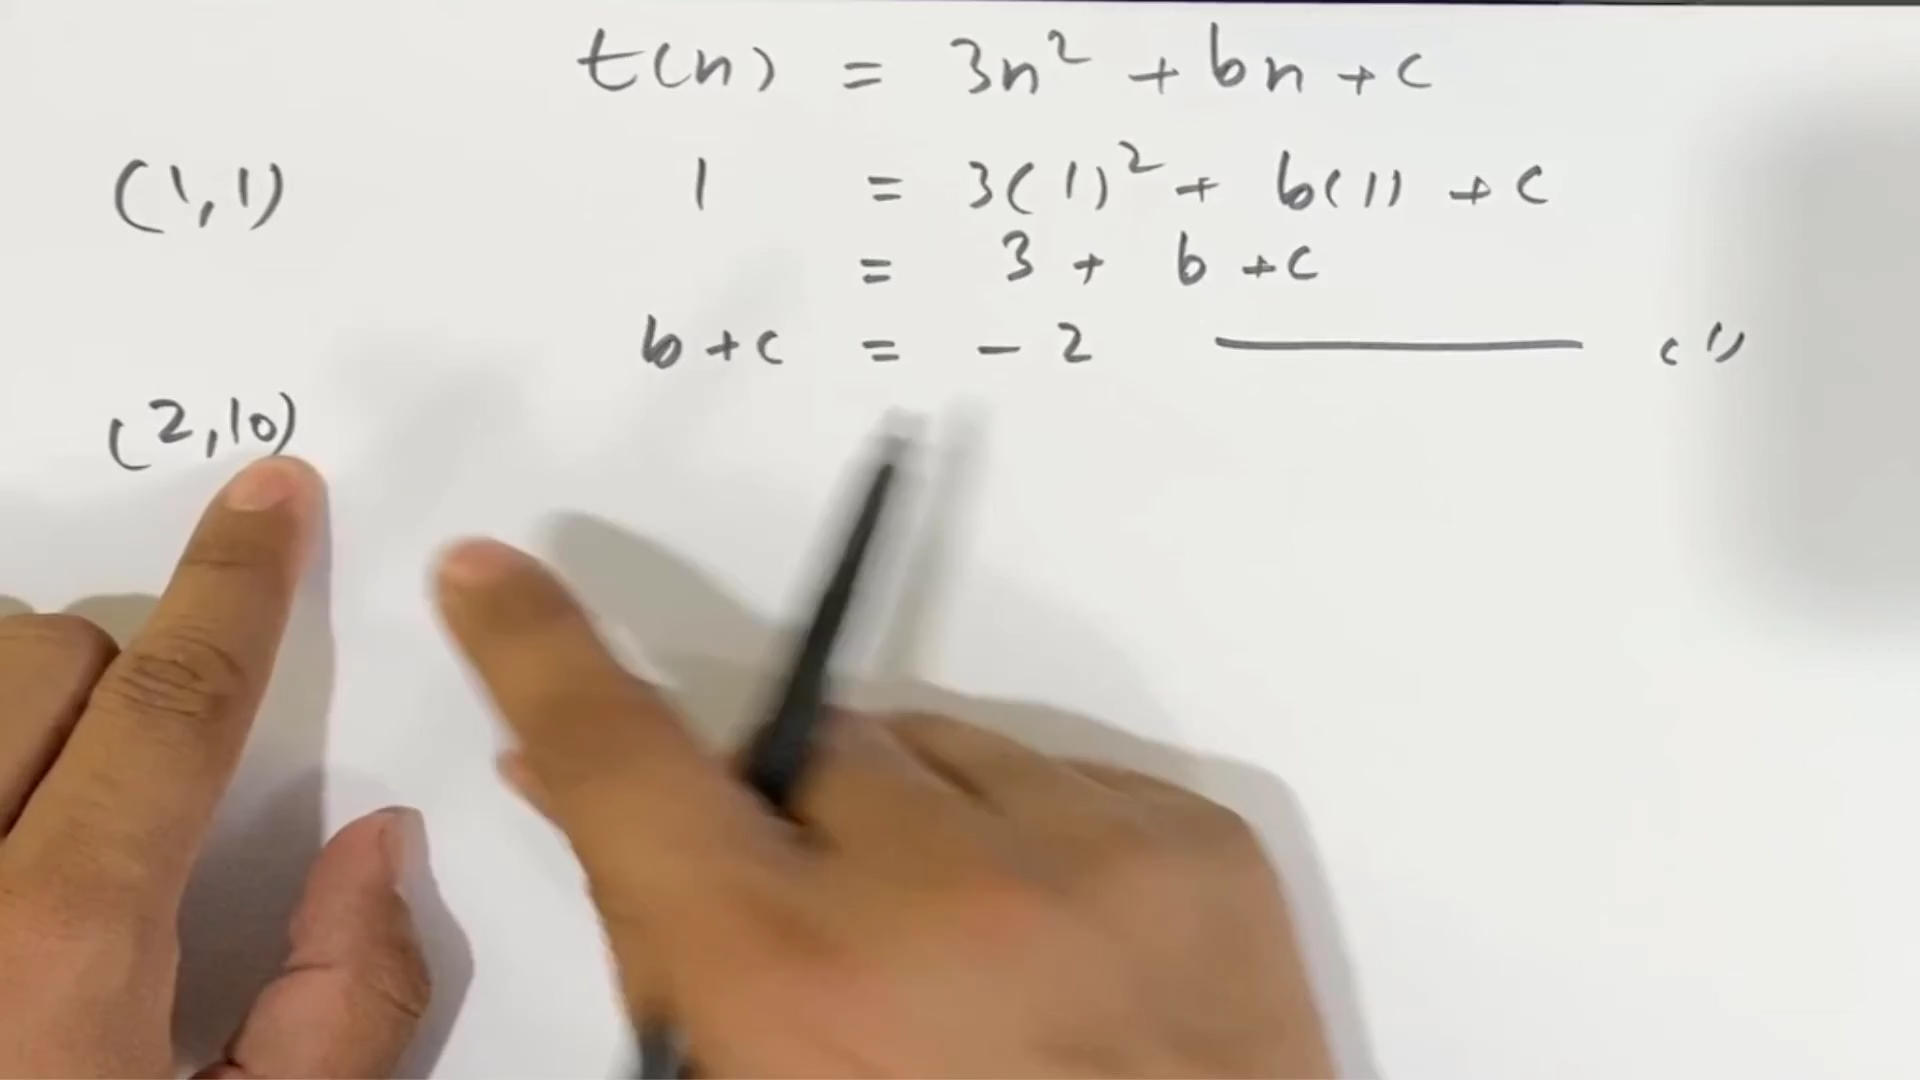 t(n) = 3n² + bn + c
(1,1) 1 = 3(1)² + b(1) + c
= 3 + b + c
b + c = - 2 ——— (1)
(2,10)